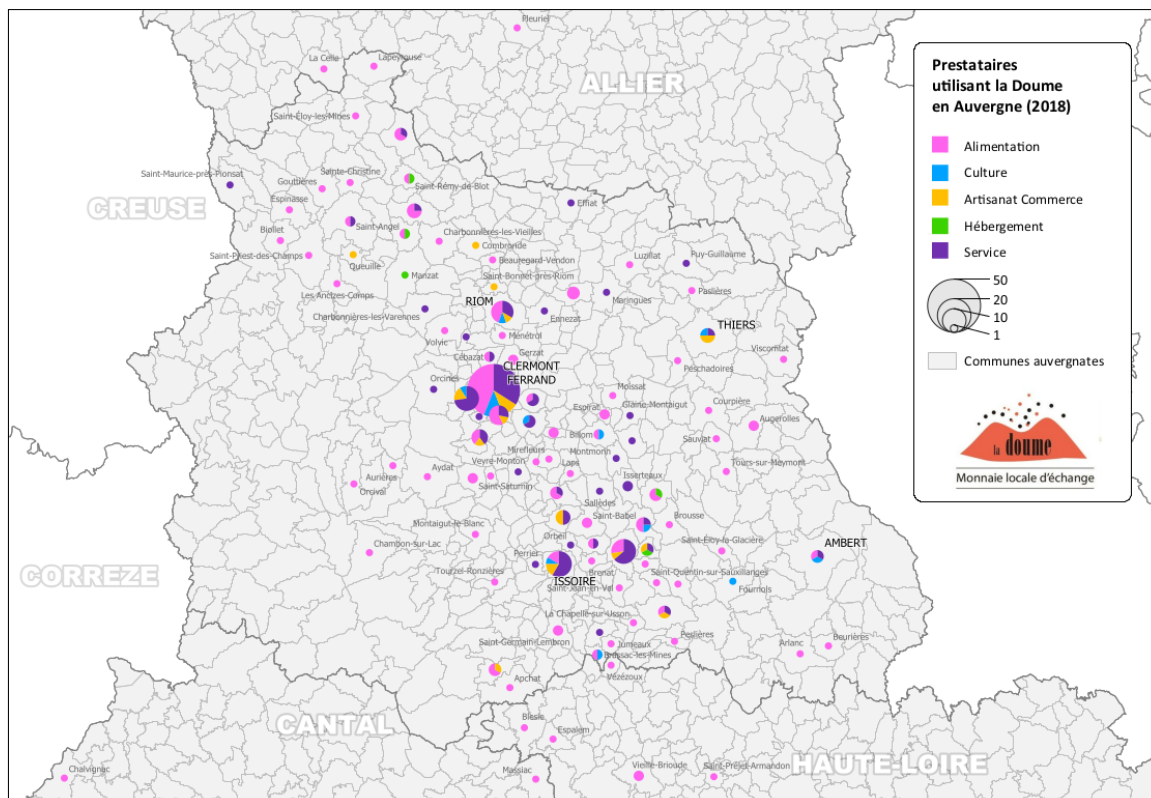 Fleuriel
La Celle
Lapeyrouse
ALLIER
Saint-Éloy-les-Mines
Saint-Maurice-près-Pionsat
Sainte-Christine
Gouttières
Saint-Rémy-de-Blot
CREUSE
Espinasse
Effiat
Saint-Angel
Charbonnières-les-Vieilles
Biollet
Combronde
Saint-Priest-des-Champs
Beauregard-Vendon
Luzillat
Puy-Guillaume
Queuille
Manzat
Saint-Bonnet-près-Riom
Les Ancizes-Comps
Paslières
RIOM
Maringues
Charbonnières-les-Varennes
Ennezat
THIERS
Volvic
Ménétrol
Cébazat
Gerzat
Viscomtat
Peschadoires
CLERMONT
FERRAND
Orcines
Moissat
Glaine-Montaigut
Courpière
Espirat
Augerolles
Billom
Sauviat
Mirefleurs
Montmorin
Aydat
Veyre-Monton
Laps
Tours-sur-Meymont
Aurières
Isserteaux
Orcival
Saint-Saturnin
Sallèdes
Montaigut-le-Blanc
Saint-Babel
Brousse
Orbeil
Saint-Éloy-la-Glacière
AMBERT
Chambon-sur-Lac
Perrier
CORREZE
Tourzel-Ronzières
ISSOIRE
Brenat
Saint-Quentin-sur-Sauxillanges
Saint-Jean-en-Val
Fournols
La Chapelle-sur-Usson
Saint-Germain-Lembron
Jumeaux
Peslières
Arlanc
Beurières
Brassac-les-Mines
Vézézoux
Apchat
CANTAL
Blesle
Espalem
HAUTE LOIRE
Chalvignac
Massiac
Vieille-Brioude
Saint-Préjet-Armandon
Prestataires
utilisant la Doume
en Auvergne (2018)
Alimentation
Culture
Artisanat Commerce
Hébergement
Service
50
20
10
1
Communes auvergnates
la doume
Monnaie locale d'échange